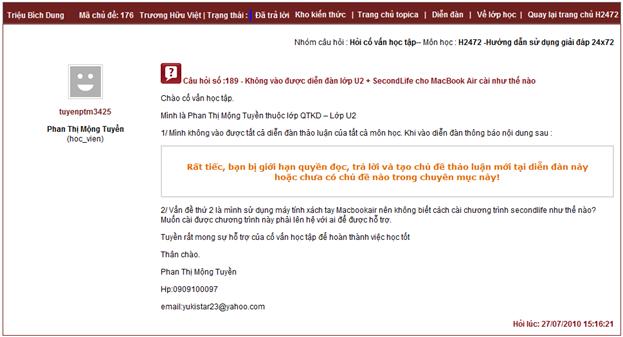 Triệu Bích Dung Mã chủ đề: 176 Trương Hữu Việt | Trạng thái : Đã trả lời Kho kiến thức | Trang chủ topica | Diễn đàn | Về lớp học | Quay lại trang chủ H2472
Nhóm câu hỏi : Hỏi cố vấn học tập-- Môn học : H2472 -Hướng dẫn sử dụng giải đáp 24x72
Câu hỏi số :189 - Không vào được diễn đàn lớp U2 + SecondLife cho MacBook Air cài như thế nào
tuyenptm3425
Phan Thị Mộng Tuyền
(hoc_vien)
Chào cố vấn học tập.
Mình là Phan Thị Mộng Tuyền thuộc lớp QTKD – Lớp U2
1/ Mình không vào được tất cả diễn đàn thảo luận của tất cả môn học. Khi vào diễn đàn thông báo nội dung sau :
Rất tiếc, bạn bị giới hạn quyền đọc, trả lời và tạo chủ đề thảo luận mới tại diễn đàn này
hoặc chưa có chủ đề nào trong chuyên mục này!
2/ Vấn đề thứ 2 là mình sử dụng máy tính xách tay Macbookair nên không biết cách cài chương trình secondlife như thế nào?
Muốn cài được chương trình này phải lên hệ với ai để được hỗ trợ.
Tuyền rất mong sự hỗ trợ của cố vấn học tập để hoàn thành việc học tốt
Thân chào.
Phan Thị Mộng Tuyền
Hp:0909100097
email:yukistar23@yahoo.com
Hỏi lúc: 27/07/2010 15:16:21